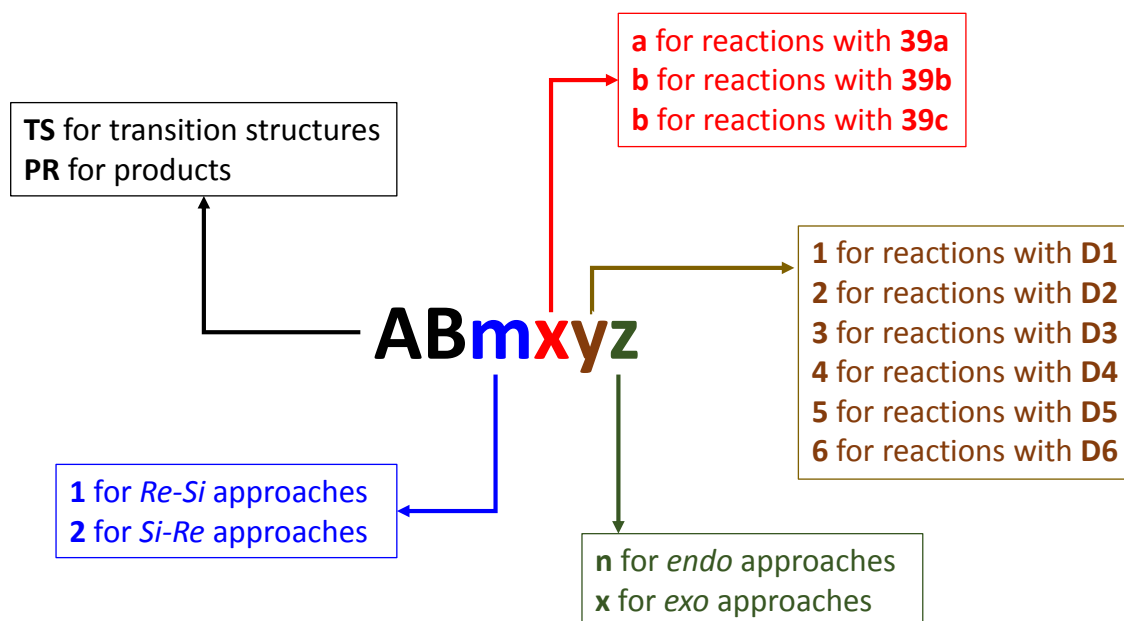 a for reactions with 39a
b for reactions with 39b
b for reactions with 39c
TS for transition structures
PR for products
1 for reactions with D1
2 for reactions with D2
3 for reactions with D3
4 for reactions with D4
5 for reactions with D5
6 for reactions with D6
ABmxyz
1 for Re-Si approaches
2 for Si-Re approaches
n for endo approaches
x for exo approaches